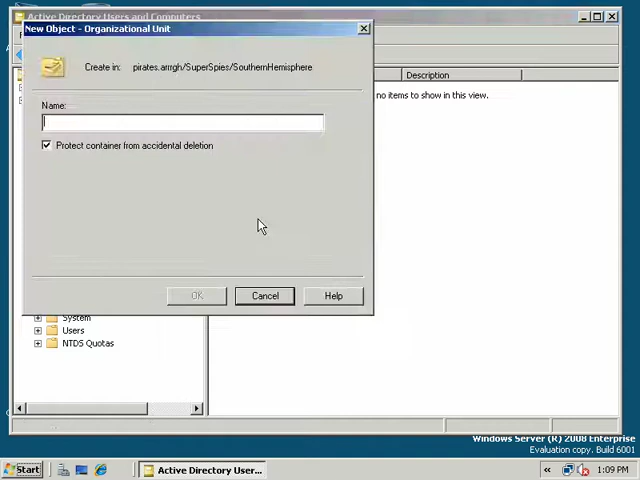 Active Directory Users and Computers
New Object - Organizational Unit
Create in: pirates.arrrgh/SuperSpies/SouthernHemisphere
Description
no items to show in this view.
Name:
Protect container from accidental deletion
OK
Cancel
Help
System
Users
NTDS Quotas
Windows Server (R) 2008 Enterprise
Evaluation copy. Build 6001
Start
Active Directory User...
«
1:09 PM